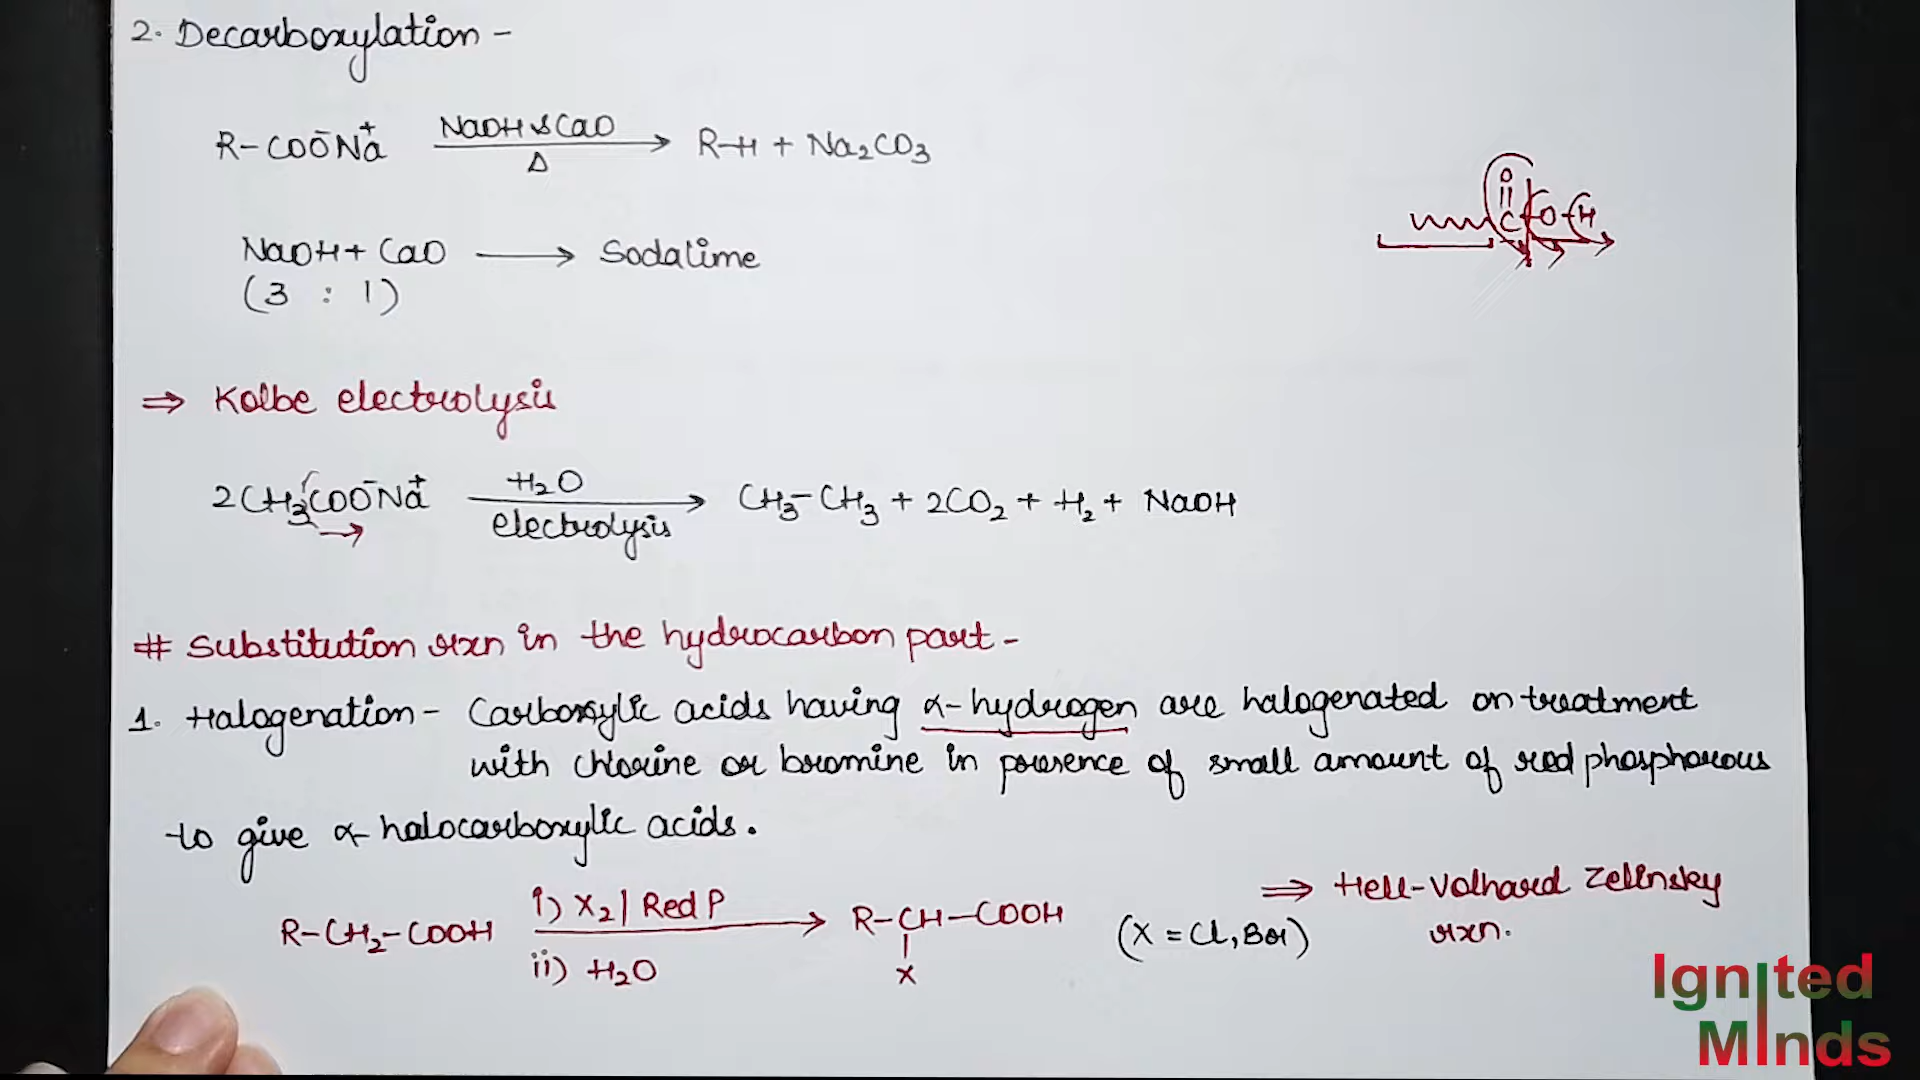 2. Decarboxylation -
R-COO⁻Na⁺ NaOH & CaO Δ → R-H + Na₂CO₃
O
||
C-O-H
NaOH + CaO → Sodalime
(3 : 1)
⇒ Kolbe electrolysis
2CH₃COO⁻Na⁺ H₂O electrolysis → CH₃-CH₃ + 2CO₂ + H₂ + NaOH
# Substitution rxn in the hydrocarbon part -
1. Halogenation - Carboxylic acids having α-hydrogen are halogenated on treatment
with chlorine or bromine in presence of small amount of red phosphorous
to give α-halocarboxylic acids.
⇒ Hell-Volhard Zelinsky
rxn.
R-CH₂-COOH i) X₂ | Red P ii) H₂O → R-CH-COOH (X = Cl, Br)
|
X
Ignited
Minds